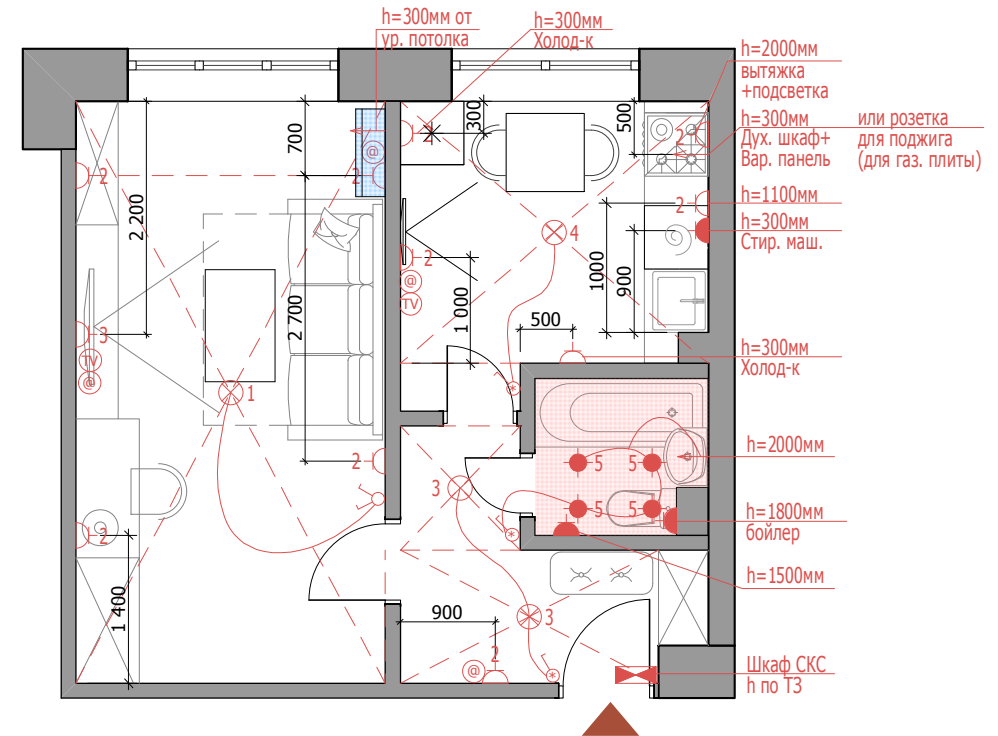 h=300мм от
ур. потолка
h=300мм
Холод-к
h=2000мм
вытяжка
+подсветка
h=300мм
Дух. шкаф+
Вар. панель
или розетка
для поджига
(для газ. плиты)
h=1100мм
h=300мм
Стир. маш.
h=300мм
Холод-к
h=2000мм
h=1800мм
бойлер
h=1500мм
Шкаф СКС
h по ТЗ
700
300
500
2 200
2 700
1 000
1000
900
500
1 400
900
2
2
@
2
2
2
4
@
TV
3
TV
@
1
2
2
3
3
5
5
5
5
2
@
*
*
*